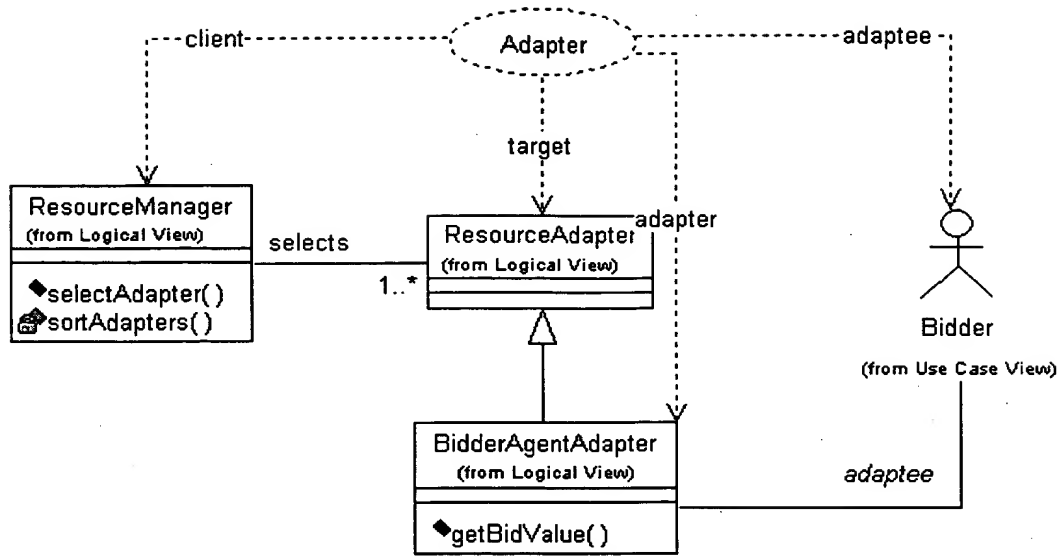 client
Adapter
adaptee
target
adapter
ResourceManager
(from Logical View)
selectAdapter()
sortAdapters()
selects
1..*
ResourceAdapter
(from Logical View)
Bidder
(from Use Case View)
BidderAgentAdapter
(from Logical View)
getBidValue()
adaptee